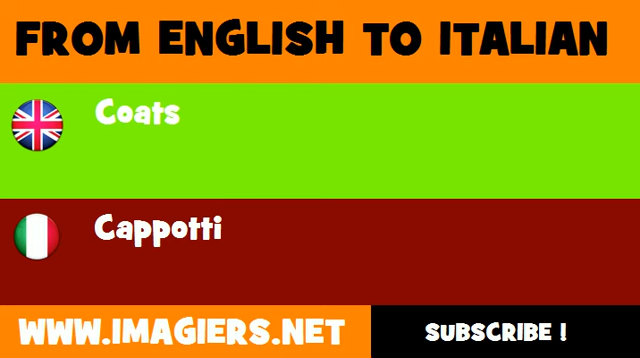 FROM ENGLISH TO ITALIAN
Coats
Cappotti
WWW.IMAGIERS.NET
SUBSCRIBE !